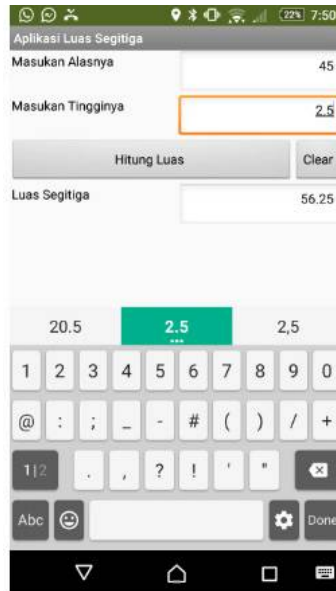 22% 7:50
Aplikasi Luas Segitiga
Masukan Alasnya 45
Masukan Tingginya 2.5
Hitung Luas Clear
Luas Segitiga 56.25
20.5 2.5 2,5
1 2 3 4 5 6 7 8 9 0
@ : ; _ - # ( ) / +
1|2 . , ? ! ' "
Abc Done